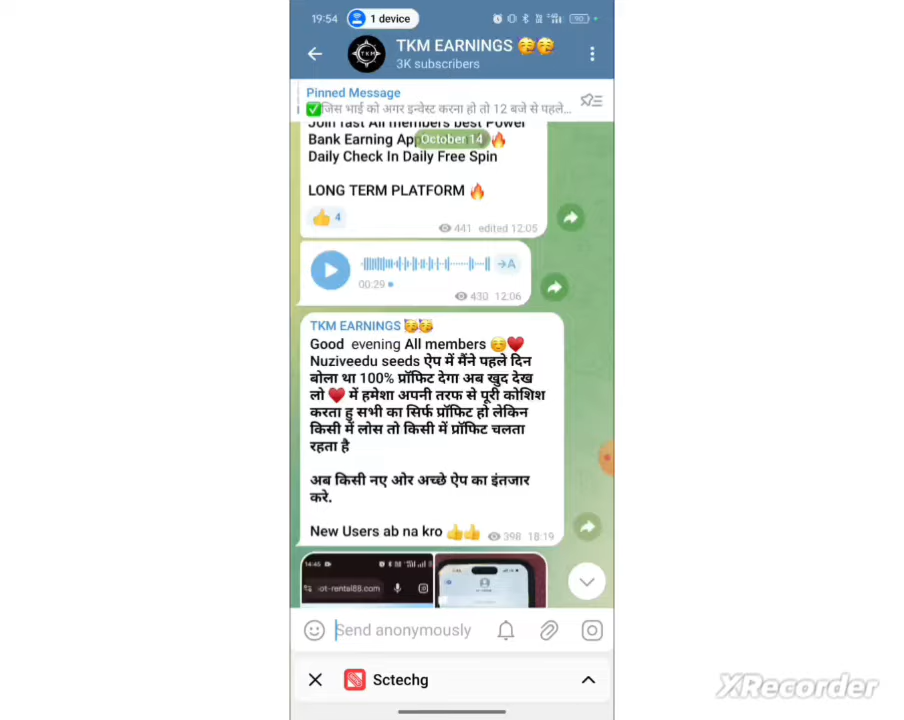 19:54
1 device
90
TKM EARNINGS 🥳🥳
3K subscribers
Pinned Message
✅जिस भाई को अगर इन्वेस्ट करना हो तो 12 बजे से पहले...
Join fast All members best Power
Bank Earning App
🔥
October 14
Daily Check In Daily Free Spin
LONG TERM PLATFORM 🔥
👍 4
441 edited 12:05
→A
00:29
430 12:06
TKM EARNINGS 🥳🥳
Good evening All members ☺️♥️
Nuziveedu seeds ऐप में मैंने पहले दिन
बोला था 100% प्रॉफिट देगा अब खुद देख
लो ♥️ में हमेशा अपनी तरफ से पूरी कोशिश
करता हु सभी का सिर्फ प्रॉफिट हो लेकिन
किसी में लोस तो किसी में प्रॉफिट चलता
रहता है
अब किसी नए ओर अच्छे ऐप का इंतजार
करे.
New Users ab na kro 👍👍
398 18:19
14:45
ot-rental88.com
Send anonymously
Sctechg
XRecorder